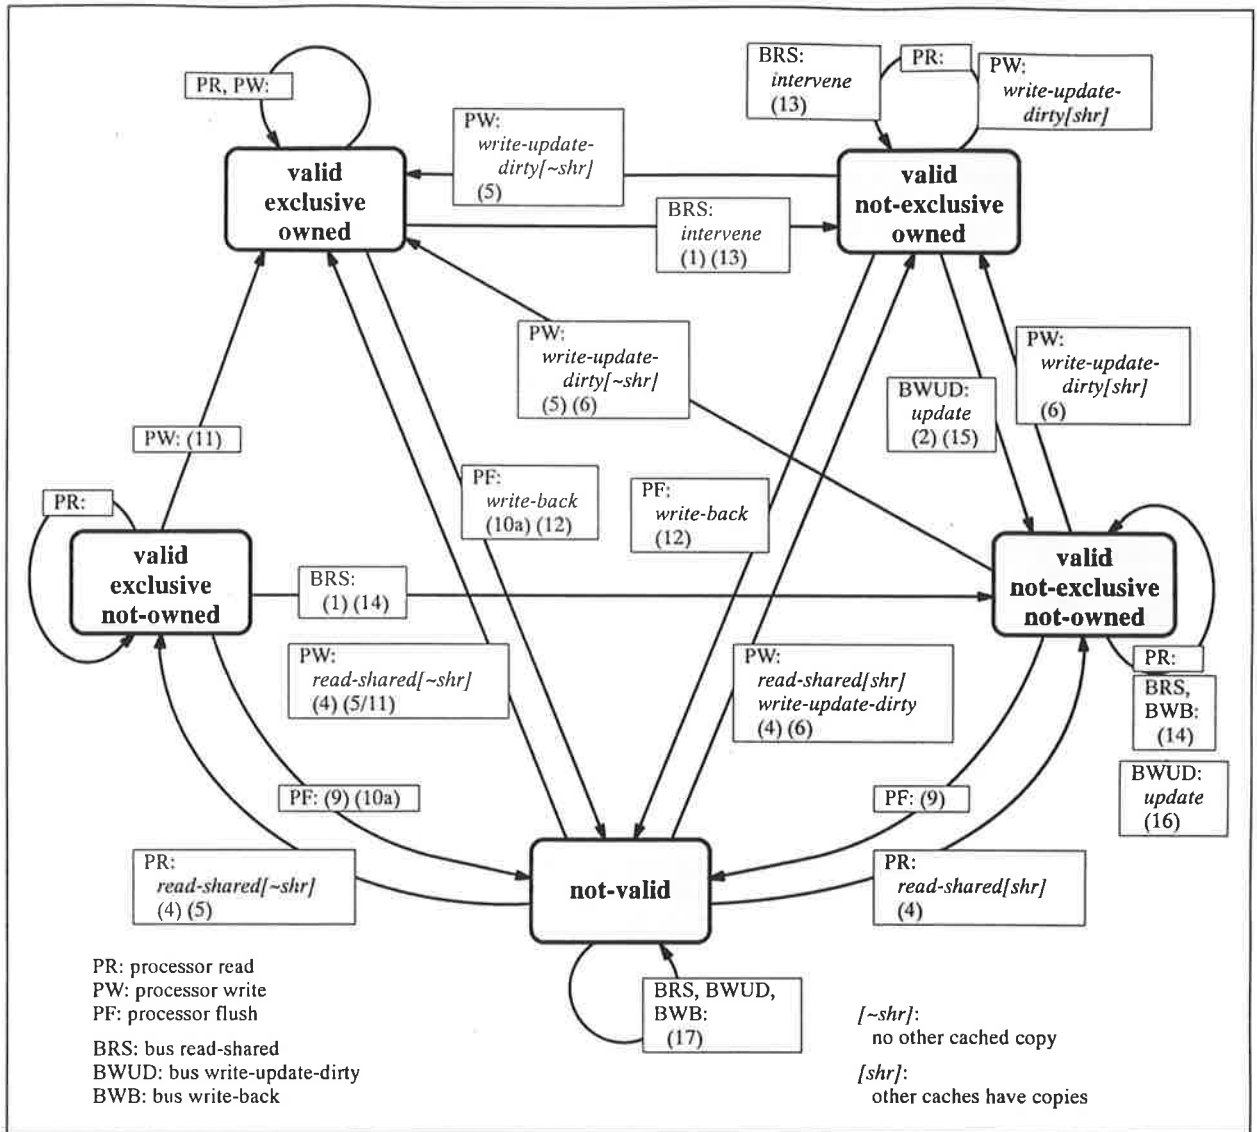 PR, PW:
BRS:
intervene
(13)
PR:
PW:
write-update-
dirty[shr]
valid
exclusive
owned
PW:
write-update-
dirty[~shr]
(5)
BRS:
intervene
(1) (13)
valid
not-exclusive
owned
PW:
write-update-
dirty[~shr]
(5) (6)
BWUD:
update
(2) (15)
PW:
write-update-
dirty[shr]
(6)
PW: (11)
PF:
write-back
(10a) (12)
PF:
write-back
(12)
PR:
valid
exclusive
not-owned
BRS:
(1) (14)
valid
not-exclusive
not-owned
PW:
read-shared[~shr]
(4) (5/11)
PW:
read-shared[shr]
write-update-dirty
(4) (6)
PR:
BRS,
BWB:
(14)
BWUD:
update
(16)
PF: (9) (10a)
PF: (9)
PR:
read-shared[~shr]
(4) (5)
not-valid
PR:
read-shared[shr]
(4)
BRS, BWUD,
BWB:
(17)
PR: processor read
PW: processor write
PF: processor flush
BRS: bus read-shared
BWUD: bus write-update-dirty
BWB: bus write-back
[~shr]:
no other cached copy
[shr]:
other caches have copies